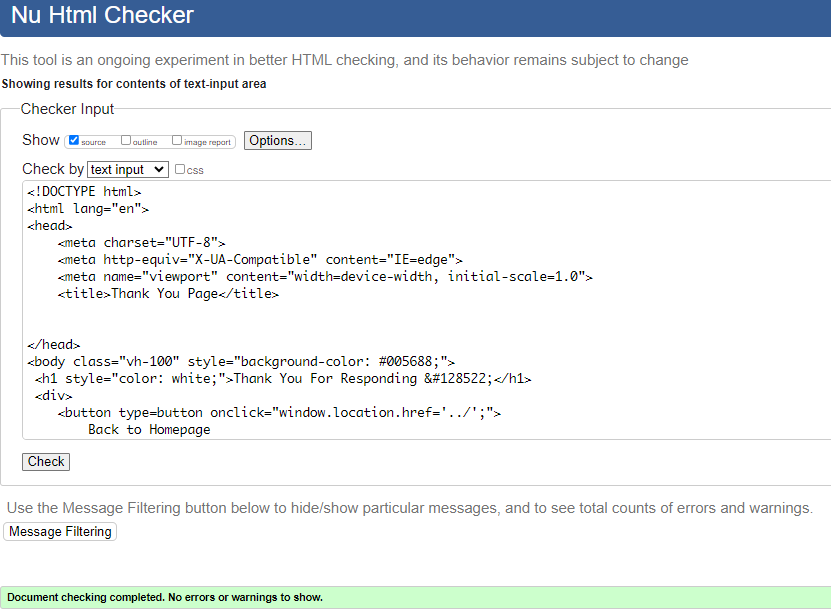 Nu Html Checker
This tool is an ongoing experiment in better HTML checking, and its behavior remains subject to change
Showing results for contents of text-input area
Checker Input
Show source outline image report Options...
Check by text input css
<!DOCTYPE html>
<html lang="en">
<head>
    <meta charset="UTF-8">
    <meta http-equiv="X-UA-Compatible" content="IE=edge">
    <meta name="viewport" content="width=device-width, initial-scale=1.0">
    <title>Thank You Page</title>
</head>
<body class="vh-100" style="background-color: #005688;">
 <h1 style="color: white;">Thank You For Responding &#128522;</h1>
 <div>
    <button type=button onclick="window.location.href='../';">
        Back to Homepage
Check
Use the Message Filtering button below to hide/show particular messages, and to see total counts of errors and warnings.
Message Filtering
Document checking completed. No errors or warnings to show.